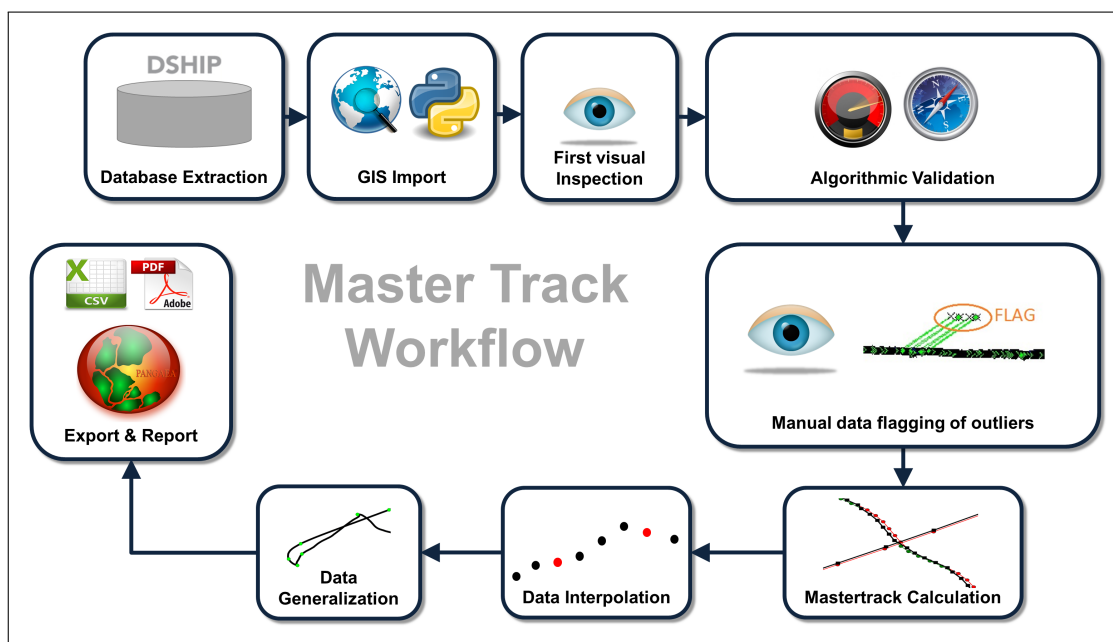 DSHIP
Database Extraction
GIS Import
First visual
Inspection
N
S
Algorithmic Validation
Master Track
Workflow
FLAG
Manual data flagging of outliers
X
CSV
PDF
Adobe
PANGAEA
Export & Report
Data
Generalization
Data Interpolation
Mastertrack Calculation